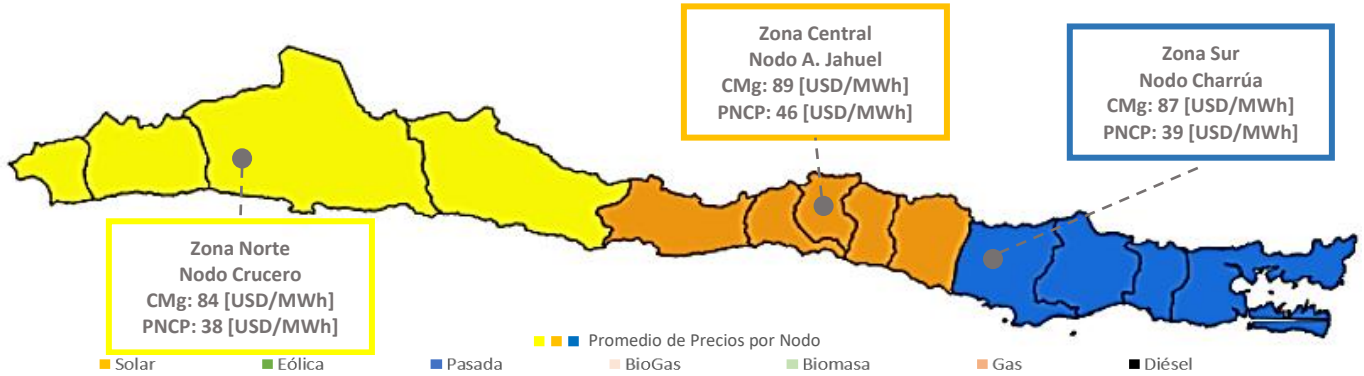 Zona Central
Nodo A. Jahuel
CMg: 89 [USD/MWh]
PNCP: 46 [USD/MWh]
Zona Sur
Nodo Charrúa
CMg: 87 [USD/MWh]
PNCP: 39 [USD/MWh]
Zona Norte
Nodo Crucero
CMg: 84 [USD/MWh]
PNCP: 38 [USD/MWh]
Promedio de Precios por Nodo
Solar Eólica Pasada BioGas Biomasa Gas Diésel